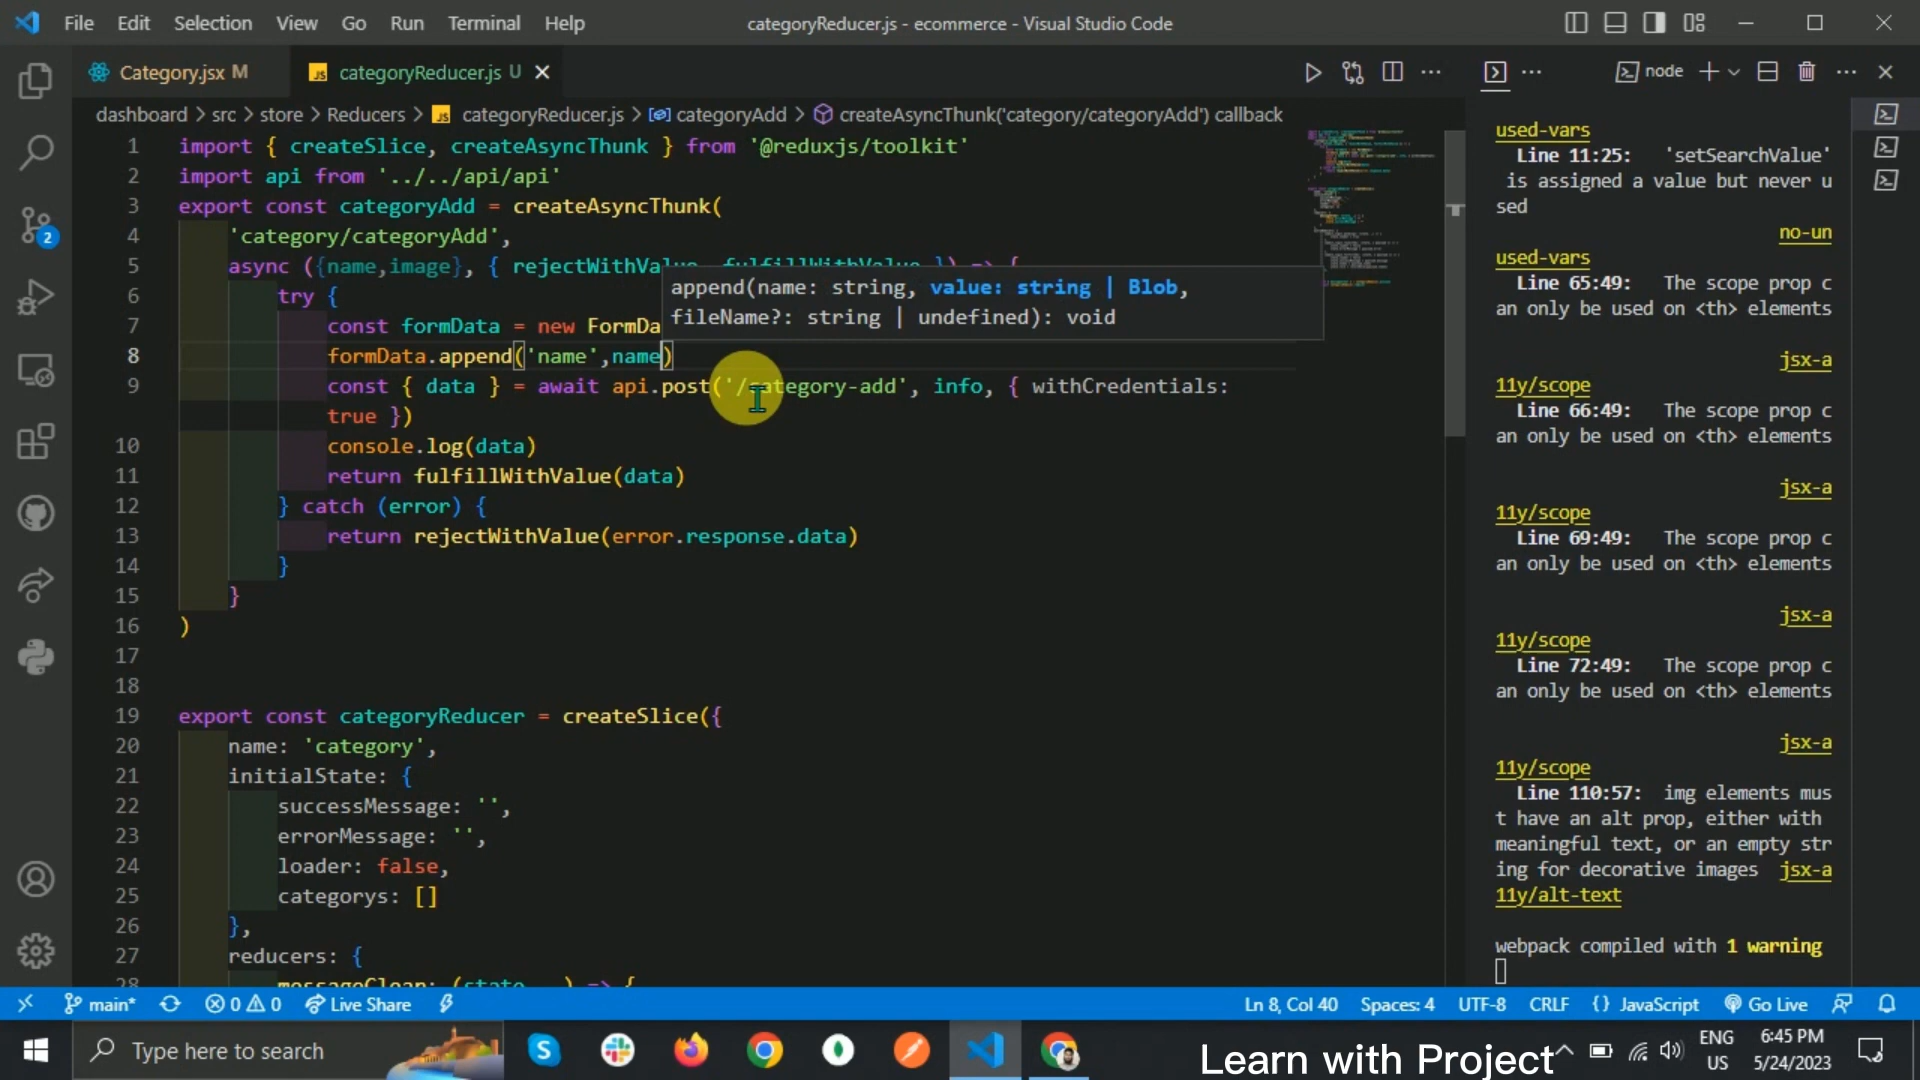 File Edit Selection View Go Run Terminal Help categoryReducer.js - ecommerce - Visual Studio Code
Category.jsx M categoryReducer.js U node
dashboard > src > store > Reducers > categoryReducer.js > categoryAdd > createAsyncThunk('category/categoryAdd') callback
1 import { createSlice, createAsyncThunk } from '@reduxjs/toolkit'
2 import api from '../../api/api'
3 export const categoryAdd = createAsyncThunk(
4 'category/categoryAdd',
5 async ({name,image}, { rejectWithValue, fulfillWithValue }) => {
append(name: string, value: string | Blob,
fileName?: string | undefined): void
6 try {
7 const formData = new FormDa
8 formData.append('name',name)
9 const { data } = await api.post('/category-add', info, { withCredentials:
true })
10 console.log(data)
11 return fulfillWithValue(data)
12 } catch (error) {
13 return rejectWithValue(error.response.data)
14 }
15 }
16 )
17
18
19 export const categoryReducer = createSlice({
20 name: 'category',
21 initialState: {
22 successMessage: '',
23 errorMessage: '',
24 loader: false,
25 categorys: []
26 },
27 reducers: {
28 messageClean: (state, _) => {
used-vars
Line 11:25: 'setSearchValue'
is assigned a value but never u
sed
no-un
used-vars
Line 65:49: The scope prop c
an only be used on <th> elements
jsx-a
11y/scope
Line 66:49: The scope prop c
an only be used on <th> elements
jsx-a
11y/scope
Line 69:49: The scope prop c
an only be used on <th> elements
jsx-a
11y/scope
Line 72:49: The scope prop c
an only be used on <th> elements
jsx-a
11y/scope
Line 110:57: img elements mus
t have an alt prop, either with
meaningful text, or an empty str
ing for decorative images jsx-a
11y/alt-text
webpack compiled with 1 warning
2
main* 0 0 Live Share Ln 8, Col 40 Spaces: 4 UTF-8 CRLF {} JavaScript Go Live
Type here to search
Learn with Project
ENG
US
6:45 PM
5/24/2023